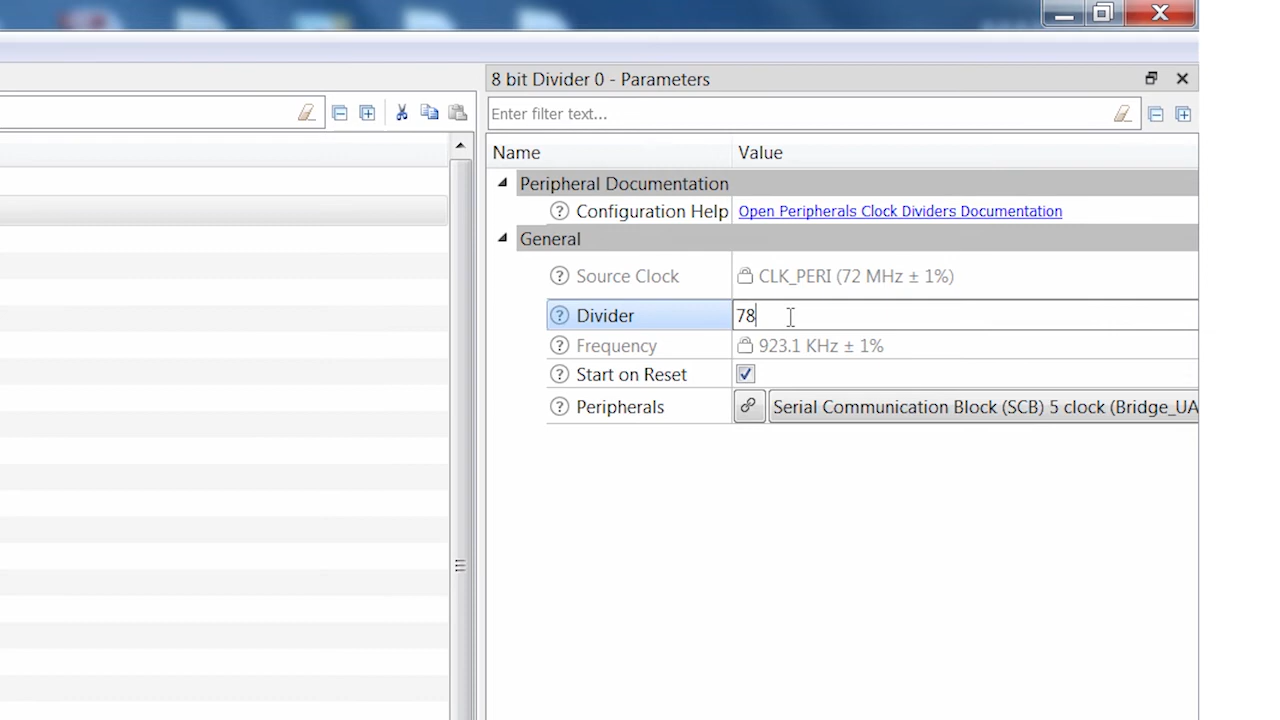 8 bit Divider 0 - Parameters
Enter filter text...
Name Value
Peripheral Documentation
Configuration Help Open Peripherals Clock Dividers Documentation
General
Source Clock CLK_PERI (72 MHz ± 1%)
Divider 78
Frequency 923.1 KHz ± 1%
Start on Reset
Peripherals Serial Communication Block (SCB) 5 clock (Bridge_UA